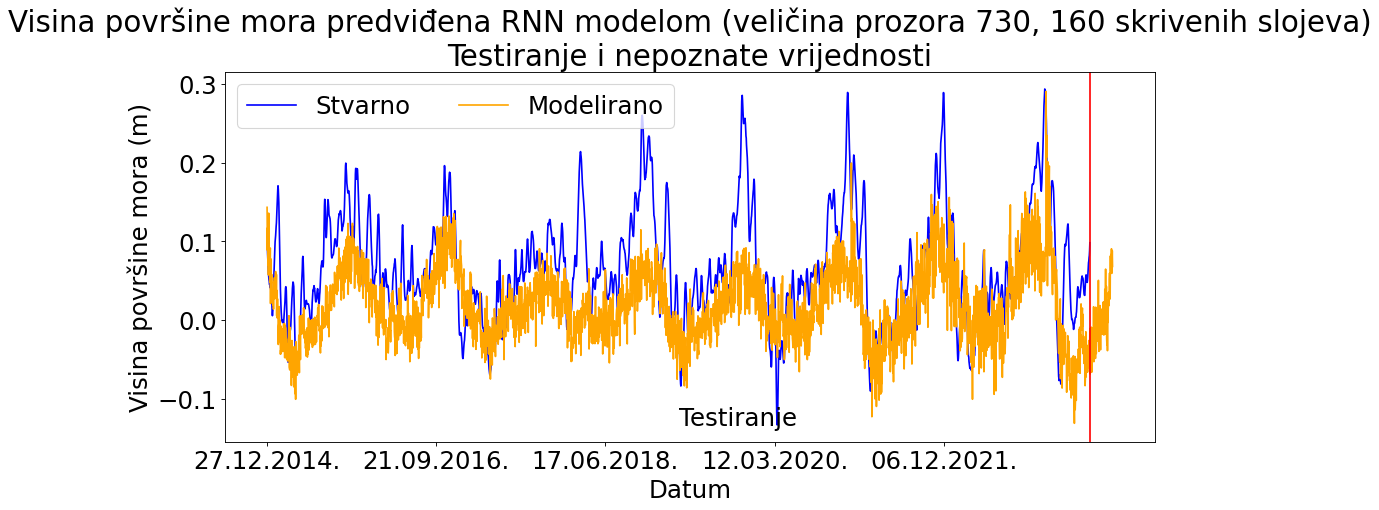 Visina površine mora predviđena RNN modelom (veličina prozora 730, 160 skrivenih slojeva)
Testiranje i nepoznate vrijednosti
Stvarno Modelirano
Visina površine mora (m)
0.3
0.2
0.1
0.0
−0.1
Testiranje
27.12.2014. 21.09.2016. 17.06.2018. 12.03.2020. 06.12.2021.
Datum